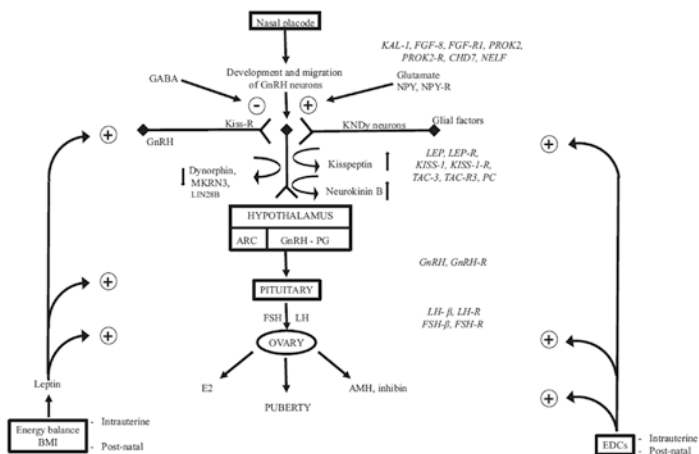 Nasal placode
KAL-1, FGF-8, FGF-R1, PROK2,
PROK2-R, CHD7, NELF
GABA
Development and migration
of GnRH neurons
Glutamate
NPY, NPY-R
-
+
Kiss-R
KNDy neurons
Glial factors
GnRH
+
+
Dynorphin,
MKRN3,
LIN28B
Kisspeptin
Neurokinin B
LEP, LEP-R,
KISS-1, KISS-1-R,
TAC-3, TAC-R3, PC
HYPOTHALAMUS
ARC
GnRH - PG
GnRH, GnRH-R
+
PITUITARY
FSH
LH
LH- β, LH-R
FSH-β, FSH-R
+
OVARY
+
Leptin
E2
AMH, inhibin
+
PUBERTY
Energy balance
BMI
- Intrauterine
- Post-natal
EDCs
- Intrauterine
- Post-natal